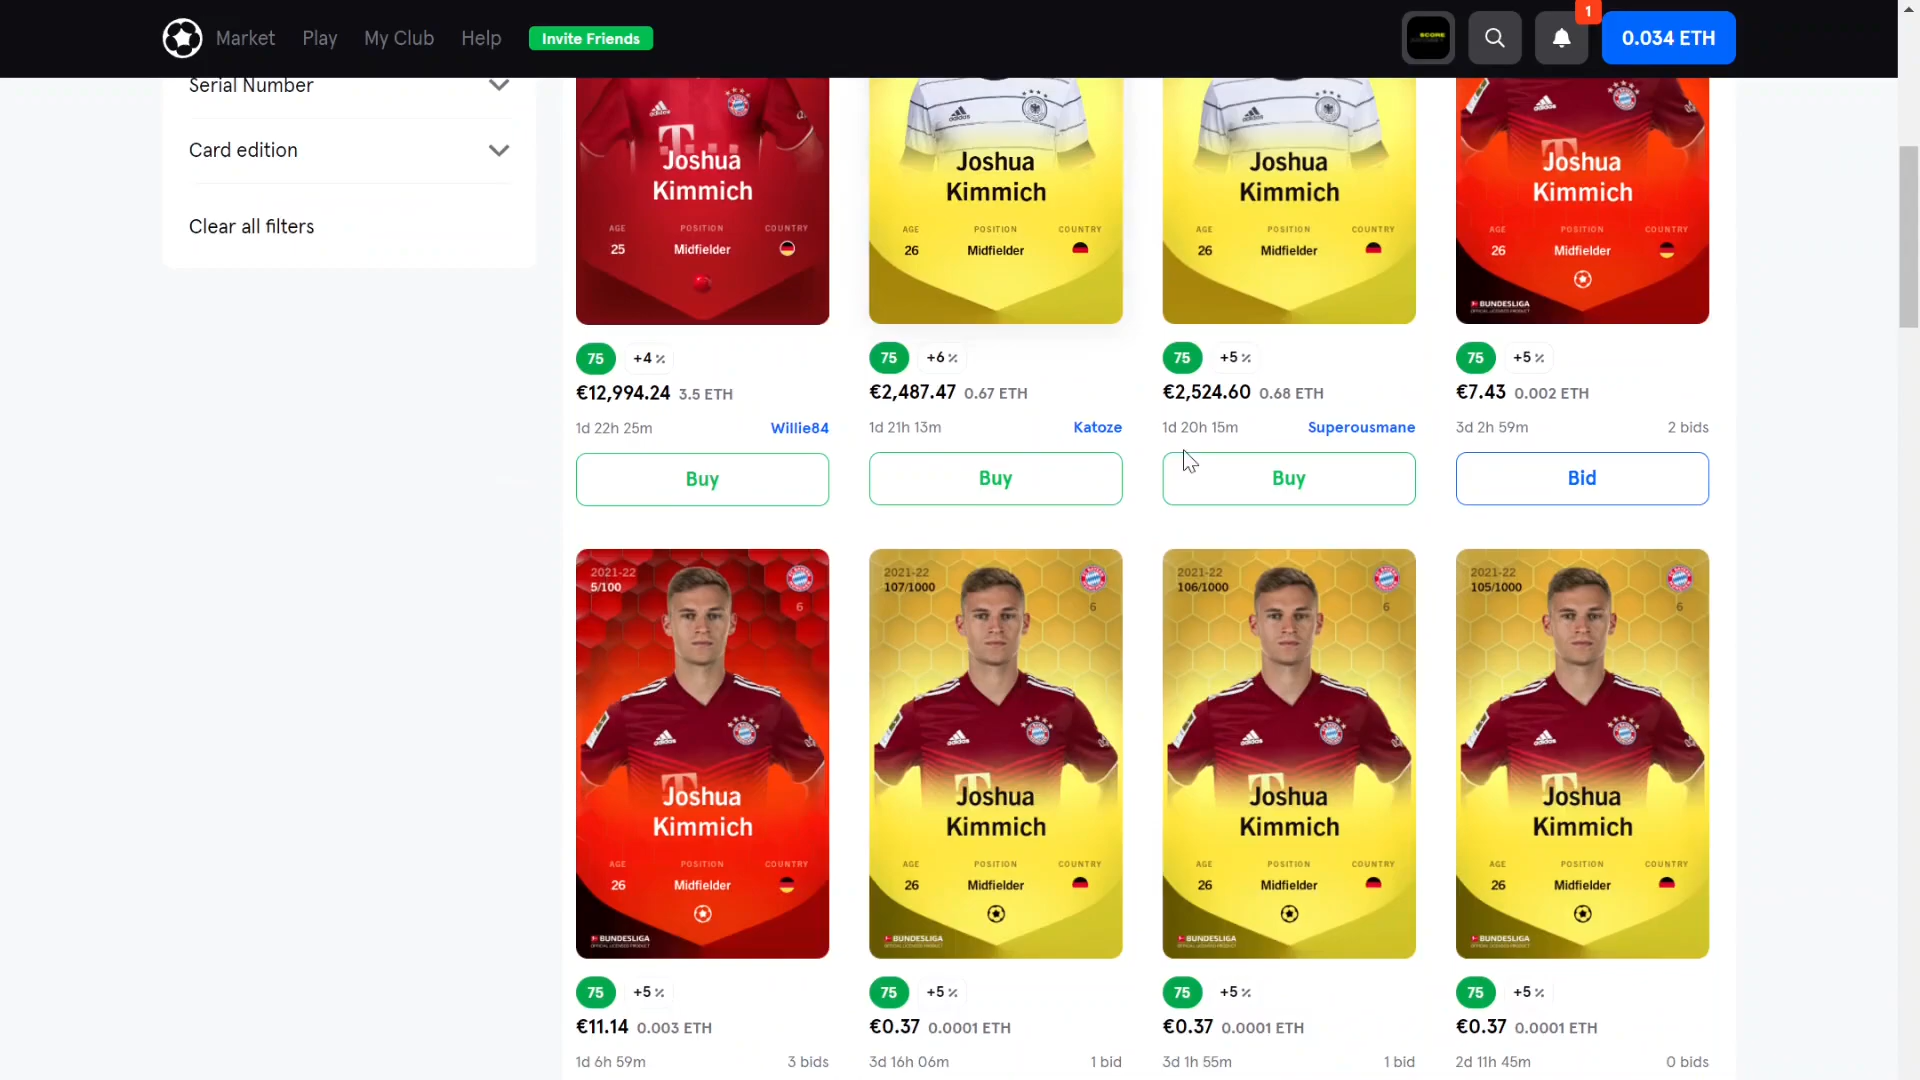 Market Play My Club Help Invite Friends SCORE 1 0.034 ETH
Serial Number
Card edition
Clear all filters
Joshua Joshua Joshua Joshua
Kimmich Kimmich Kimmich Kimmich
AGE POSITION COUNTRY AGE POSITION COUNTRY AGE POSITION COUNTRY AGE POSITION COUNTRY
25 Midfielder 26 Midfielder 26 Midfielder 26 Midfielder
BUNDESLIGA
75 +4% 75 +6% 75 +5% 75 +5%
€12,994.24 3.5 ETH €2,487.47 0.67 ETH €2,524.60 0.68 ETH €7.43 0.002 ETH
1d 22h 25m Willie84 1d 21h 13m Katoze 1d 20h 15m Superousmane 3d 2h 59m 2 bids
Buy Buy Buy Bid
2021-22 2021-22 2021-22 2021-22
5/100 107/1000 106/1000 105/1000
6 6 6 6
adidas adidas adidas adidas
Joshua Joshua Joshua Joshua
Kimmich Kimmich Kimmich Kimmich
AGE POSITION COUNTRY AGE POSITION COUNTRY AGE POSITION COUNTRY AGE POSITION COUNTRY
26 Midfielder 26 Midfielder 26 Midfielder 26 Midfielder
BUNDESLIGA BUNDESLIGA BUNDESLIGA BUNDESLIGA
75 +5% 75 +5% 75 +5% 75 +5%
€11.14 0.003 ETH €0.37 0.0001 ETH €0.37 0.0001 ETH €0.37 0.0001 ETH
1d 6h 59m 3 bids 3d 16h 06m 1 bid 3d 1h 55m 1 bid 2d 11h 45m 0 bids